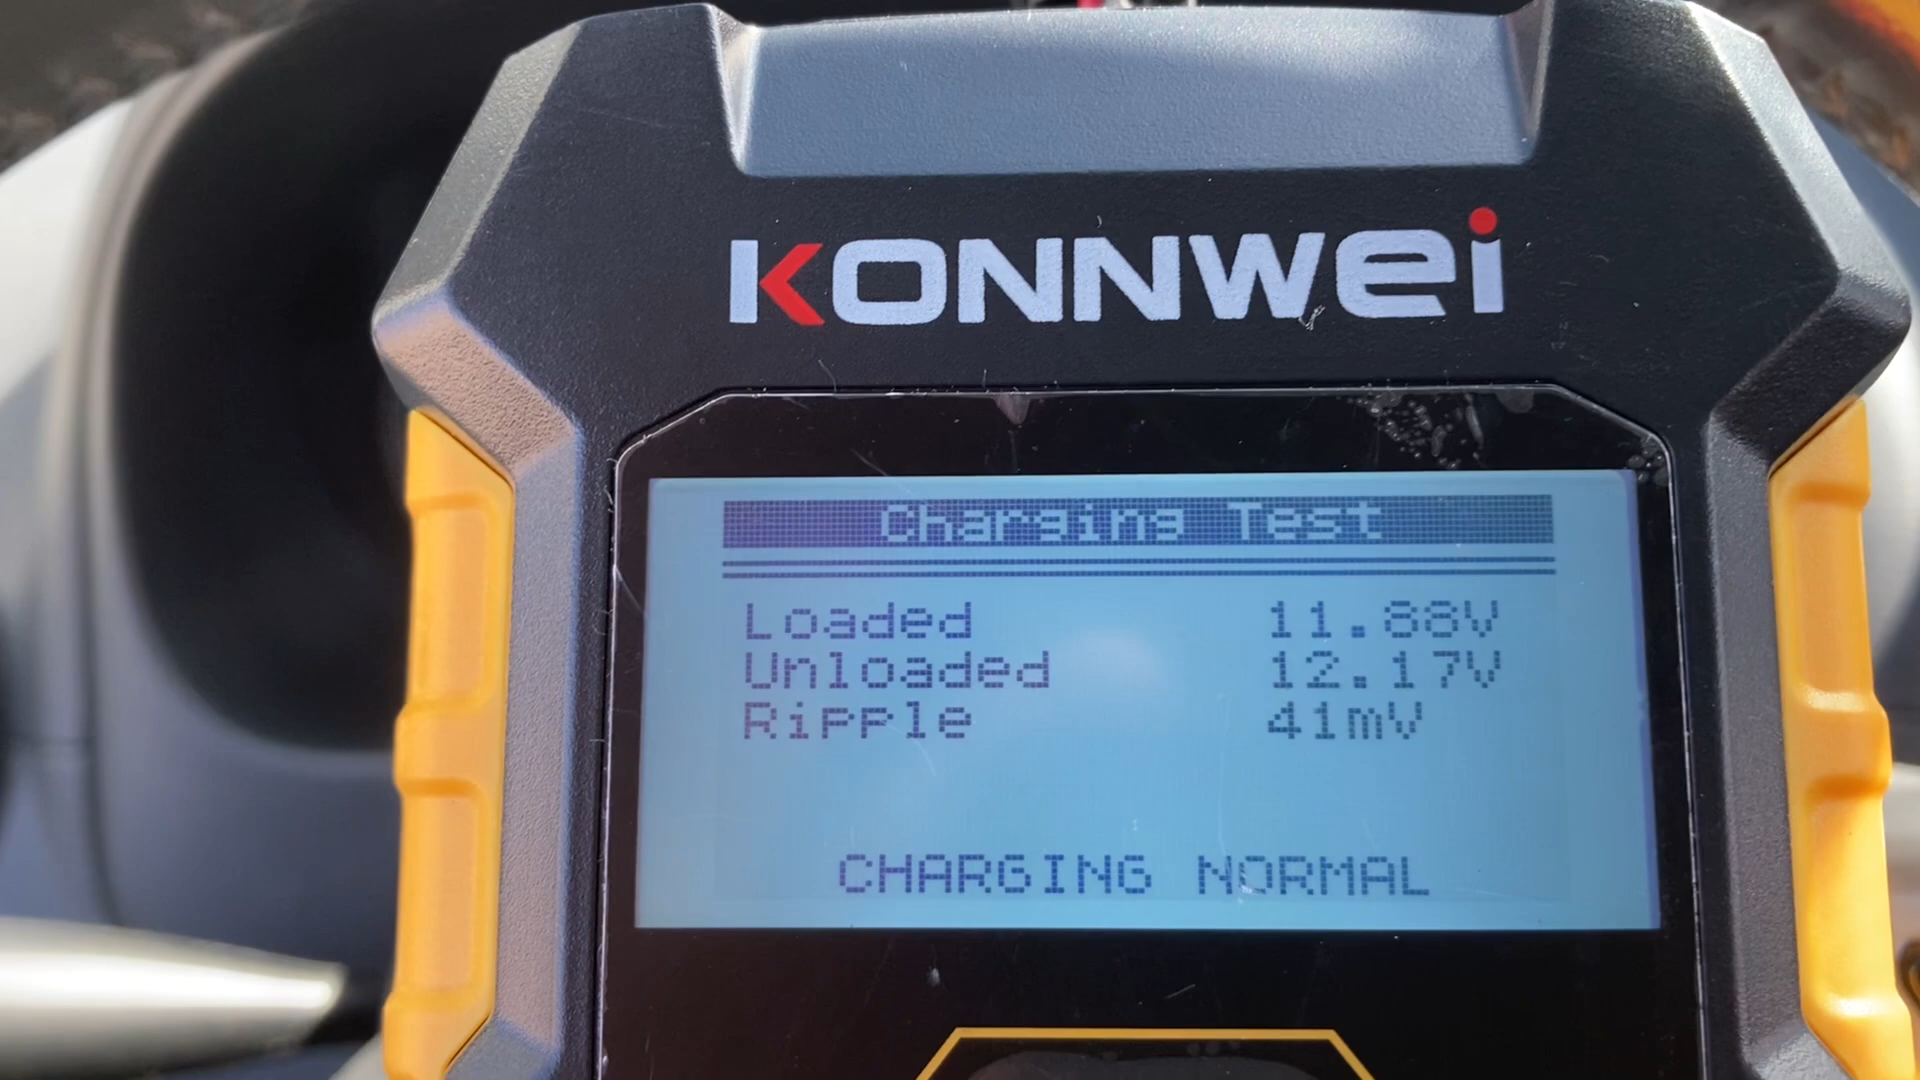 KONNWEI
Charging Test
Loaded 11.88V
Unloaded 12.17V
Ripple 41mV
CHARGING NORMAL